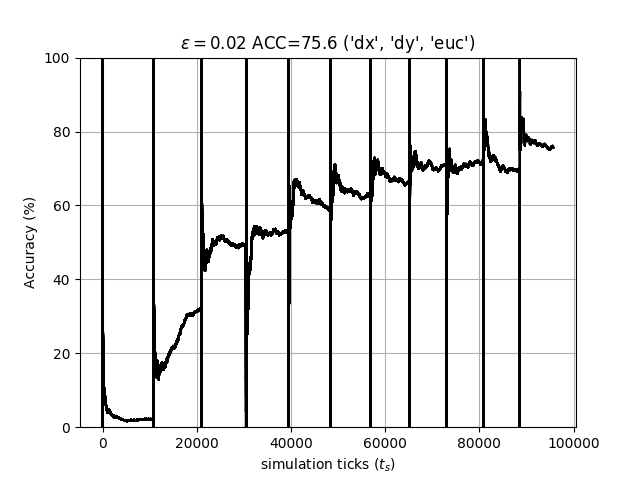 ε = 0.02 ACC=75.6 ('dx', 'dy', 'euc')
100
80
60
40
20
0
Accuracy (%)
0 20000 40000 60000 80000 100000
simulation ticks (tₛ)